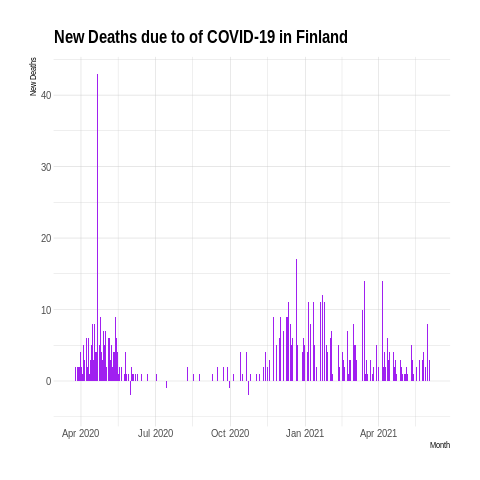 New Deaths due to of COVID-19 in Finland
New Deaths
40
30
20
10
0
Apr 2020 Jul 2020 Oct 2020 Jan 2021 Apr 2021
Month